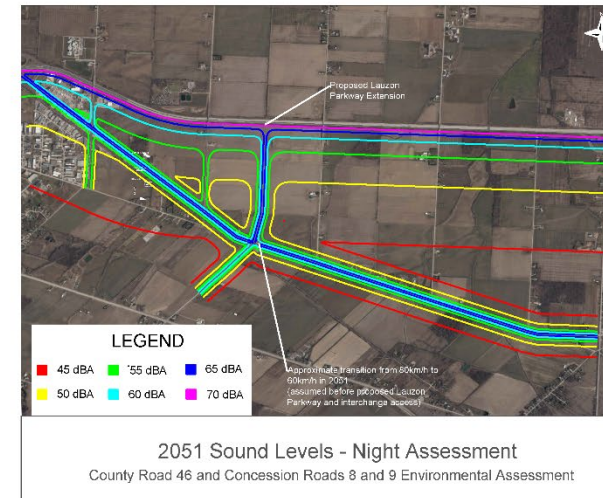 Proposed Lauzon
Parkway Extension
LEGEND
45 dBA
55 dBA
65 dBA
50 dBA
60 dBA
70 dBA
Approximate transition from 80km/h to
60km/h in 2051
(assumed before proposed Lauzon
Parkway and interchange access)
2051 Sound Levels - Night Assessment
County Road 46 and Concession Roads 8 and 9 Environmental Assessment